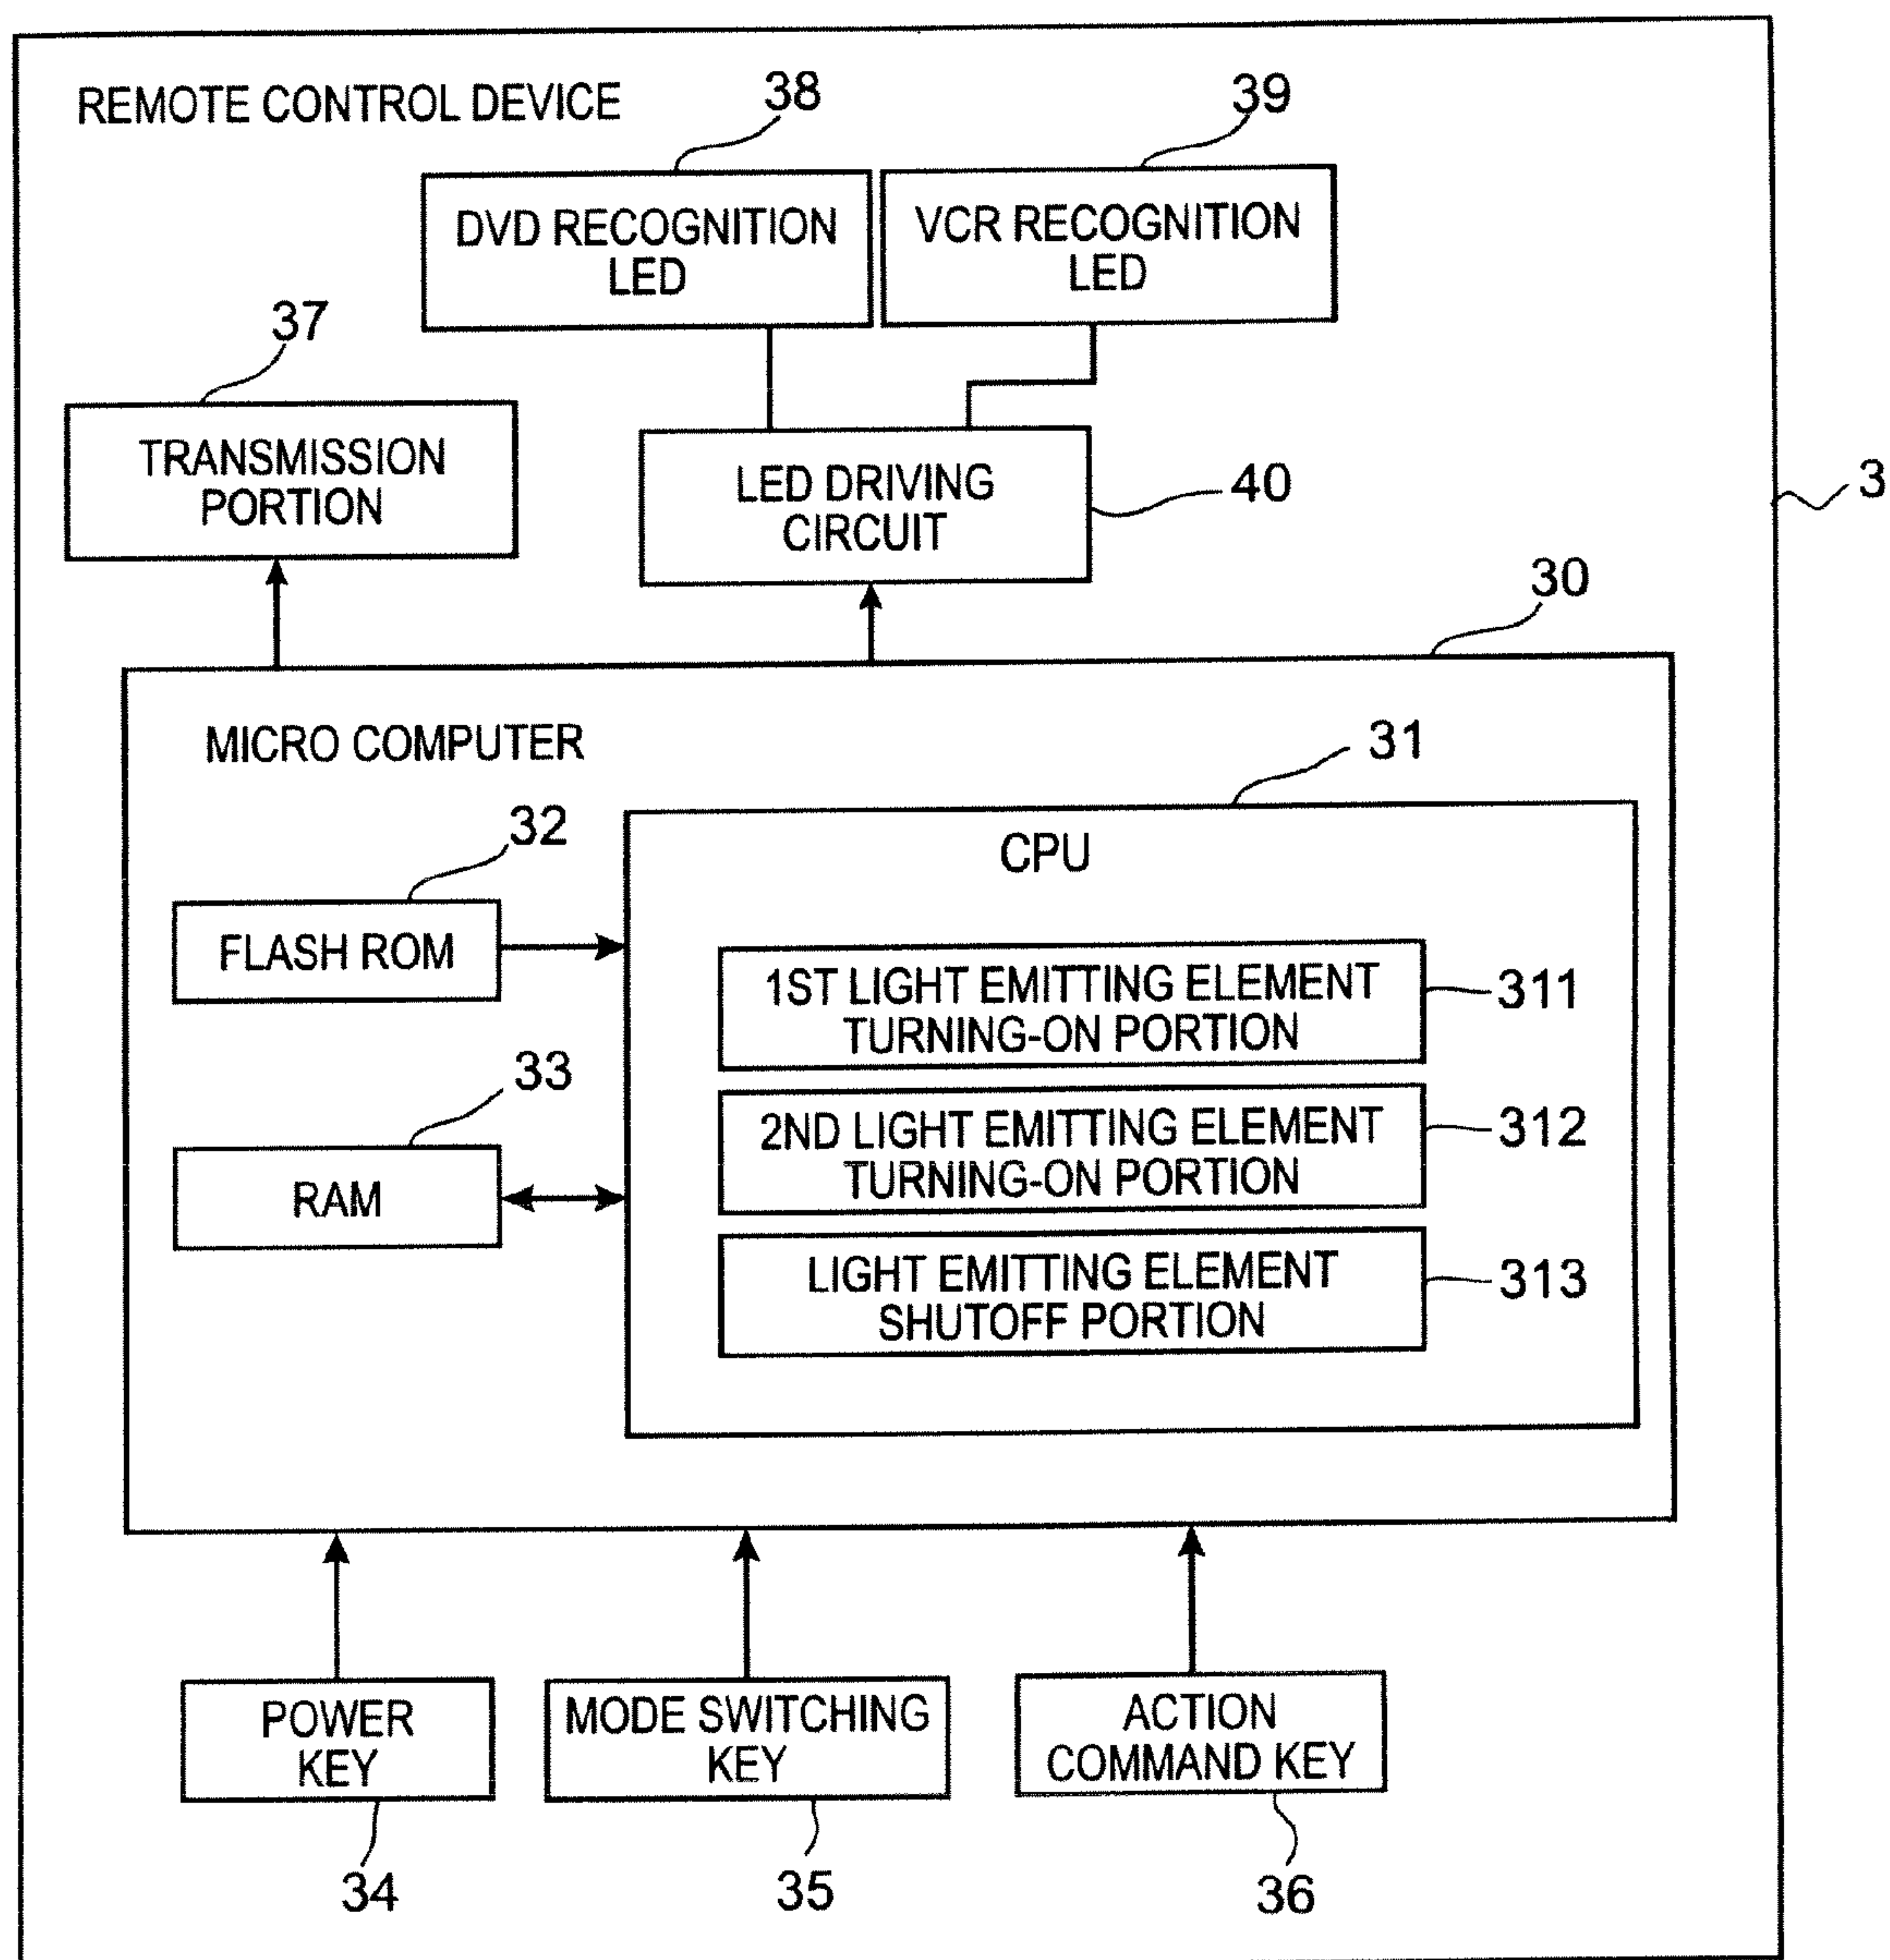 REMOTE CONTROL DEVICE
38
39
DVD RECOGNITION
LED
VCR RECOGNITION
LED
37
TRANSMISSION
PORTION
LED DRIVING
CIRCUIT
40
3
30
MICRO COMPUTER
31
CPU
32
FLASH ROM
1ST LIGHT EMITTING ELEMENT
TURNING-ON PORTION
311
33
RAM
2ND LIGHT EMITTING ELEMENT
TURNING-ON PORTION
312
LIGHT EMITTING ELEMENT
SHUTOFF PORTION
313
POWER
KEY
MODE SWITCHING
KEY
ACTION
COMMAND KEY
34
35
36